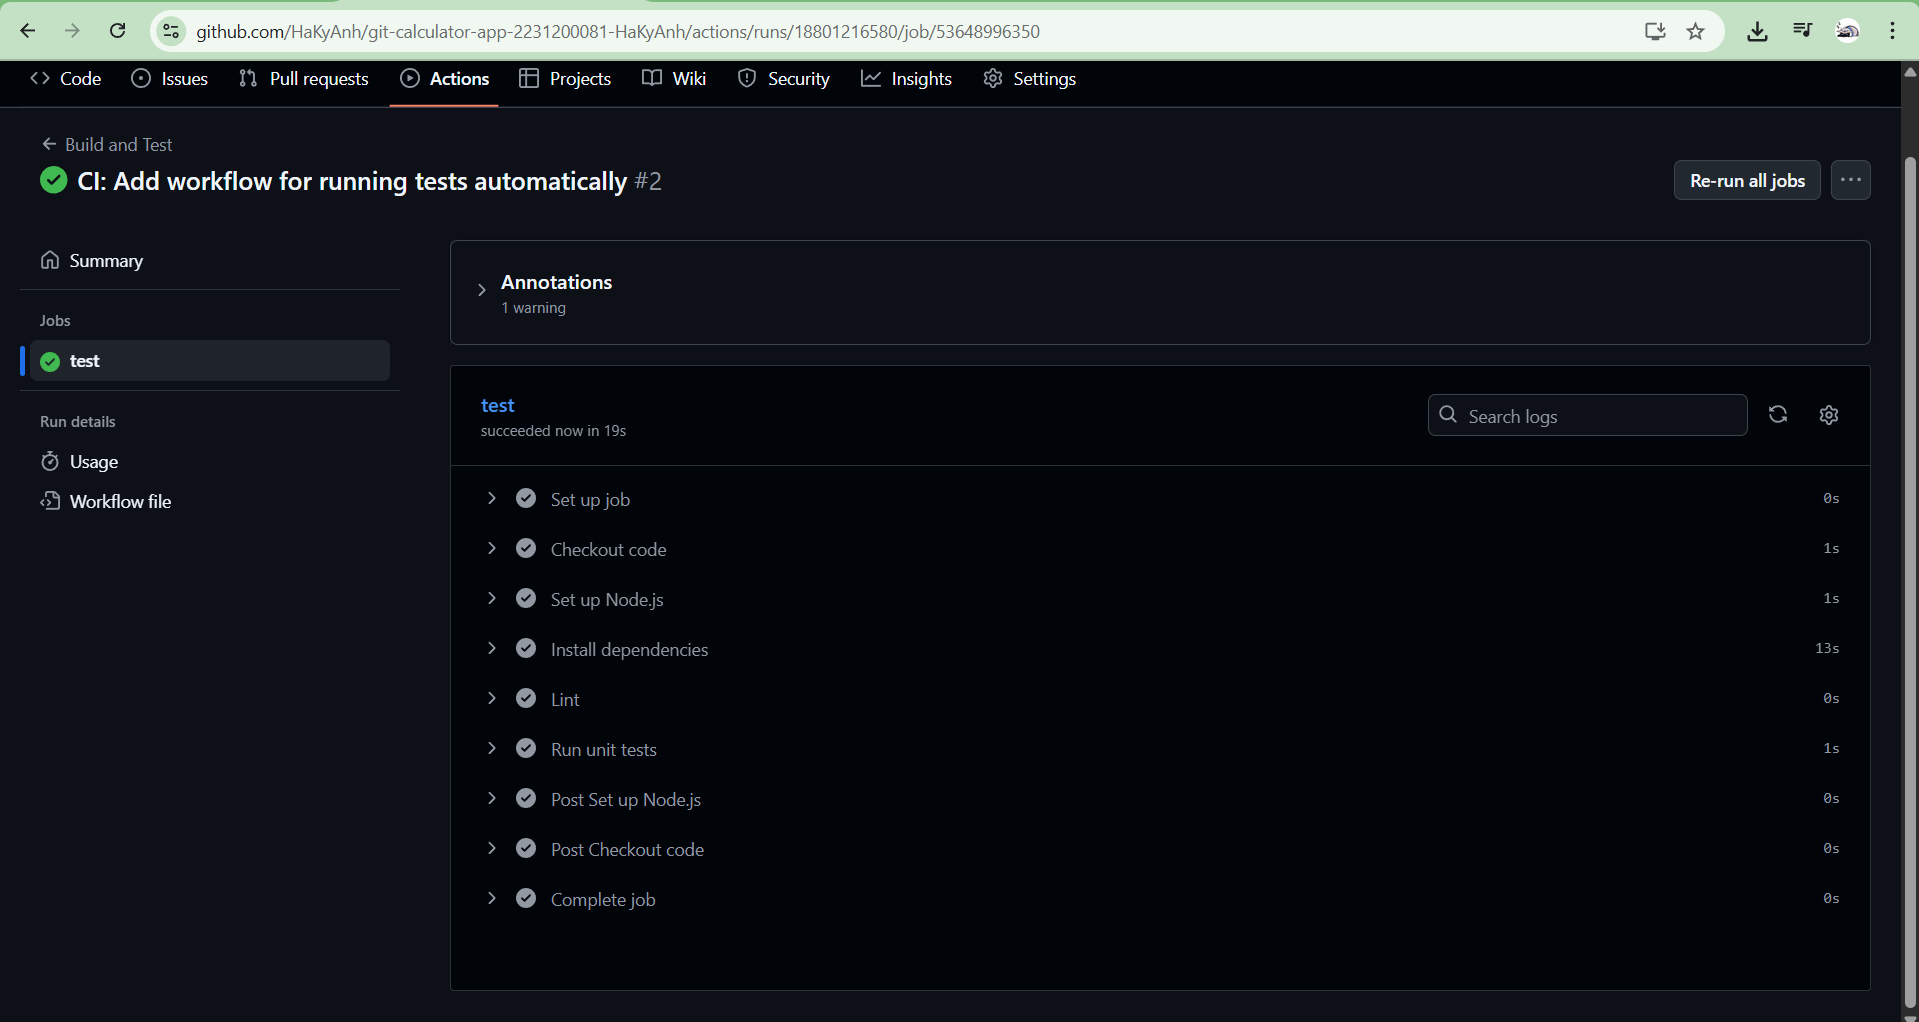 github.com/HaKyAnh/git-calculator-app-2231200081-HaKyAnh/actions/runs/18801216580/job/53648996350
Code Issues Pull requests Actions Projects Wiki Security Insights Settings
Build and Test
CI: Add workflow for running tests automatically #2
Re-run all jobs
Summary
Jobs
test
Run details
Usage
Workflow file
Annotations
1 warning
test
succeeded now in 19s
Search logs
Set up job 0s
Checkout code 1s
Set up Node.js 1s
Install dependencies 13s
Lint 0s
Run unit tests 1s
Post Set up Node.js 0s
Post Checkout code 0s
Complete job 0s